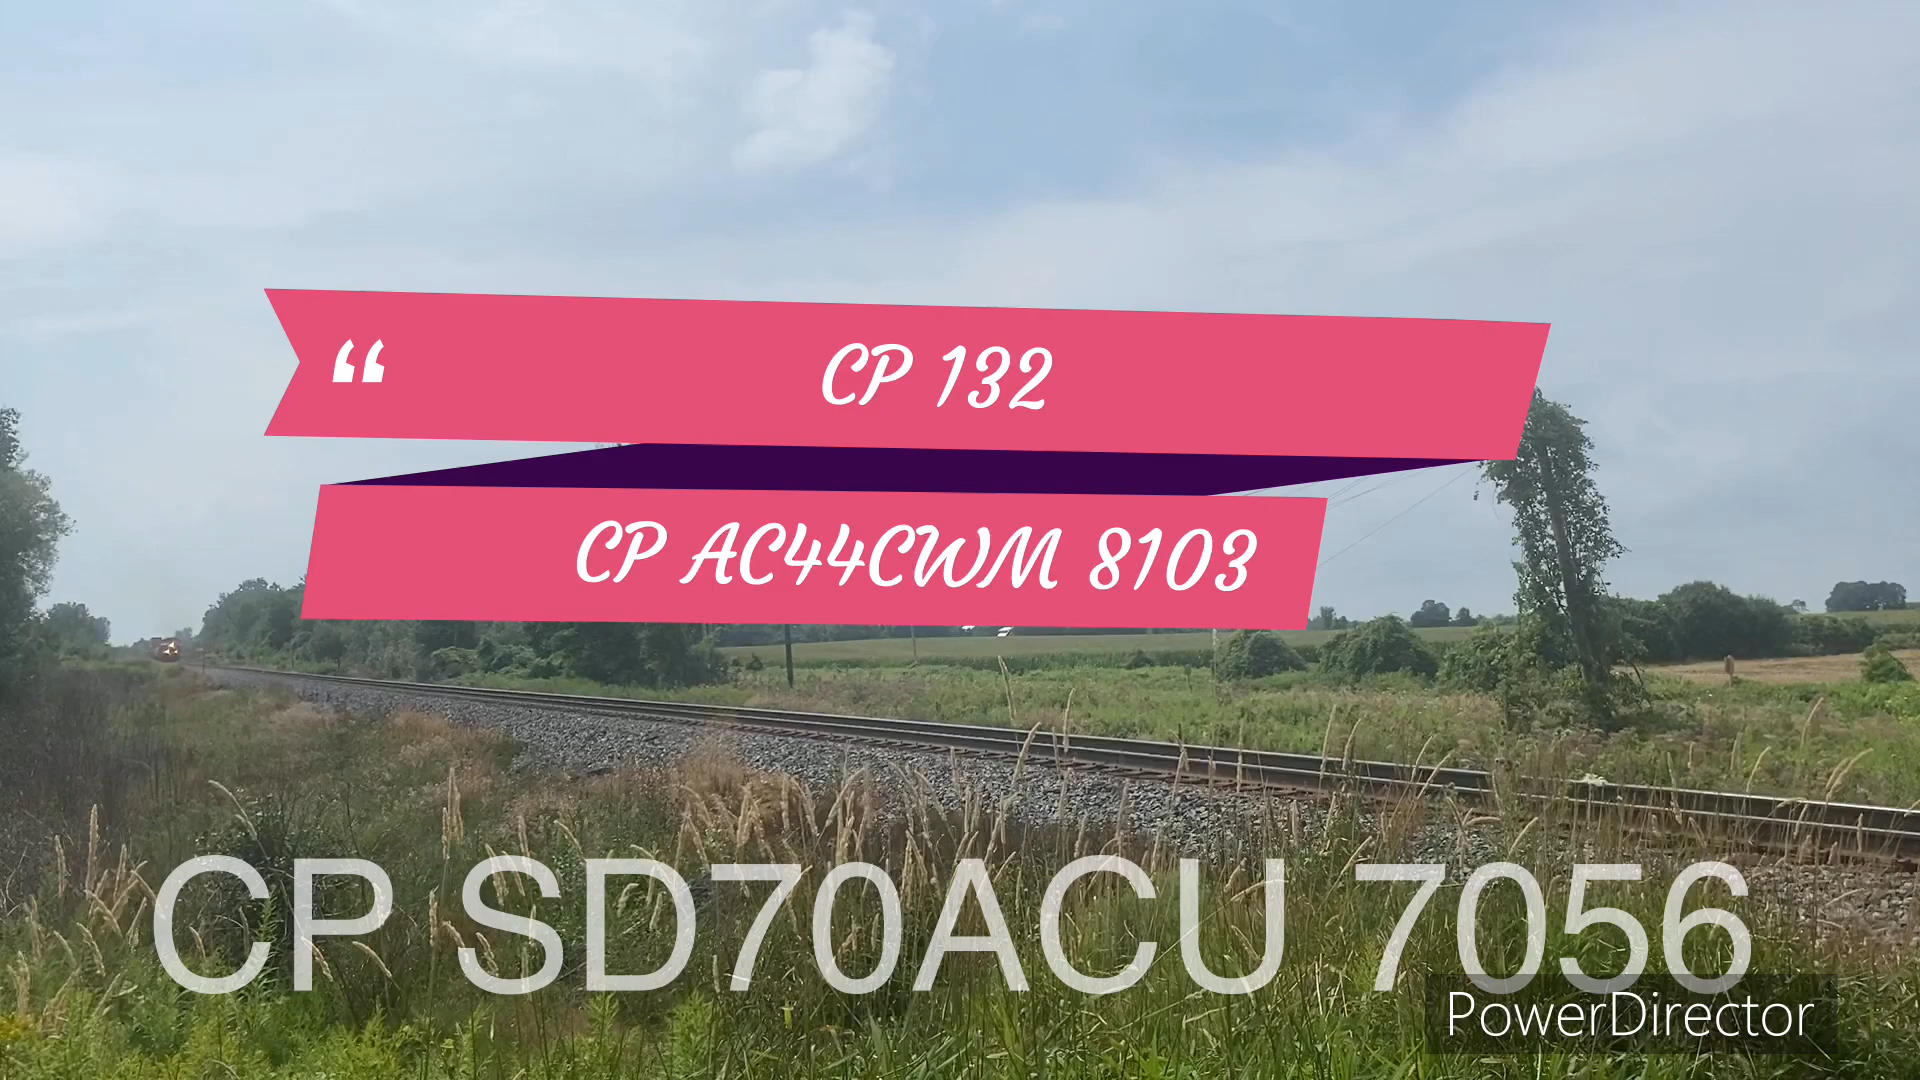 “
CP 132
CP AC44CWM 8103
CP SD70ACU 7056
PowerDirector